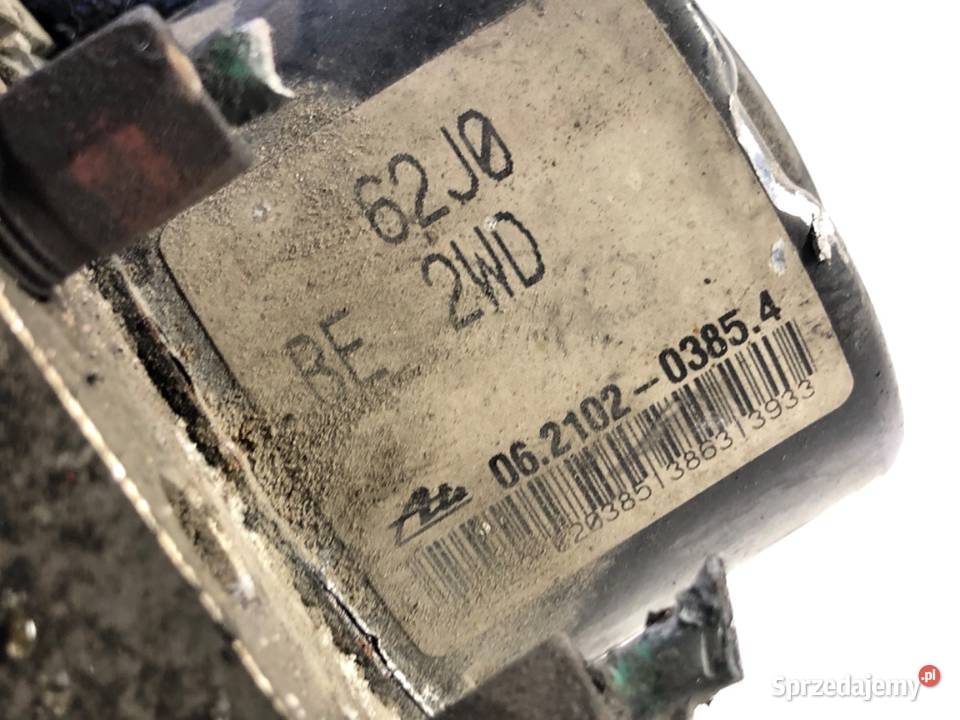 62J0
BE 2WD
Ate 06.2102-0385.4
20385|3863|3933
Sprzedajemy.pl